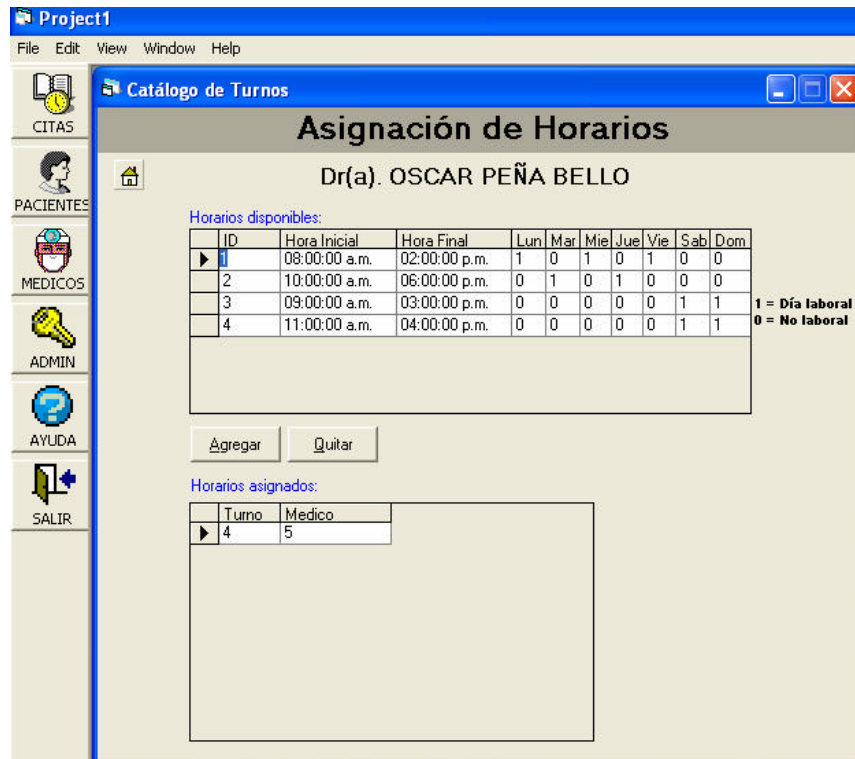 Project1
File Edit View Window Help
CITAS
PACIENTES
MEDICOS
ADMIN
AYUDA
SALIR
Catálogo de Turnos
Asignación de Horarios
Dr(a). OSCAR PEÑA BELLO
Horarios disponibles:
ID Hora Inicial Hora Final Lun Mar Mie Jue Vie Sab Dom
1 08:00:00 a.m. 02:00:00 p.m. 1 0 1 0 1 0 0
2 10:00:00 a.m. 06:00:00 p.m. 0 1 0 1 0 0 0
3 09:00:00 a.m. 03:00:00 p.m. 0 0 0 0 0 1 1
4 11:00:00 a.m. 04:00:00 p.m. 0 0 0 0 0 1 1
1 = Día laboral
0 = No laboral
Agregar Quitar
Horarios asignados:
Turno Medico
4 5